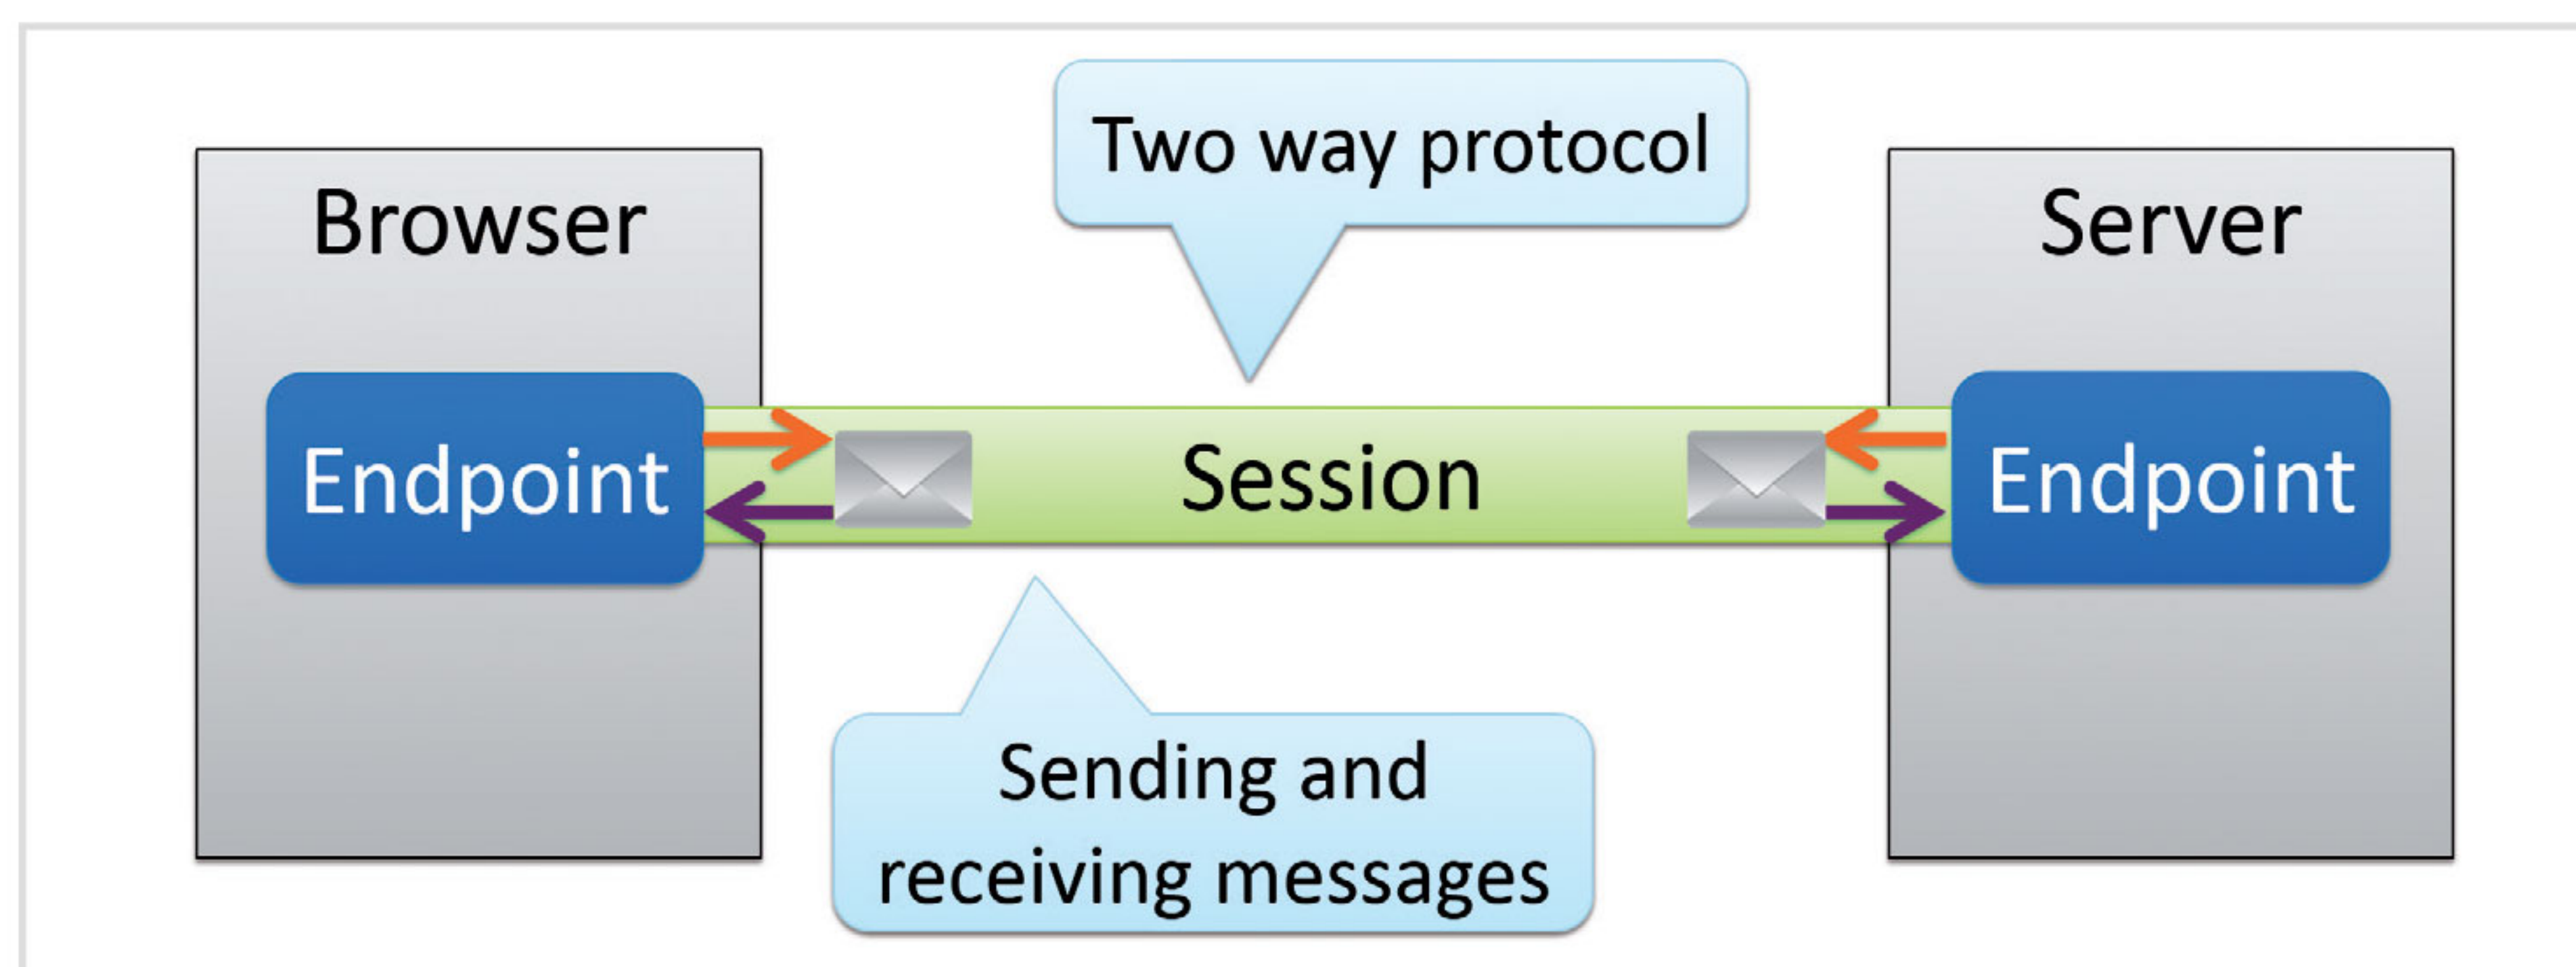 Two way protocol
Browser
Server
Endpoint
Session
Endpoint
Sending and
receiving messages